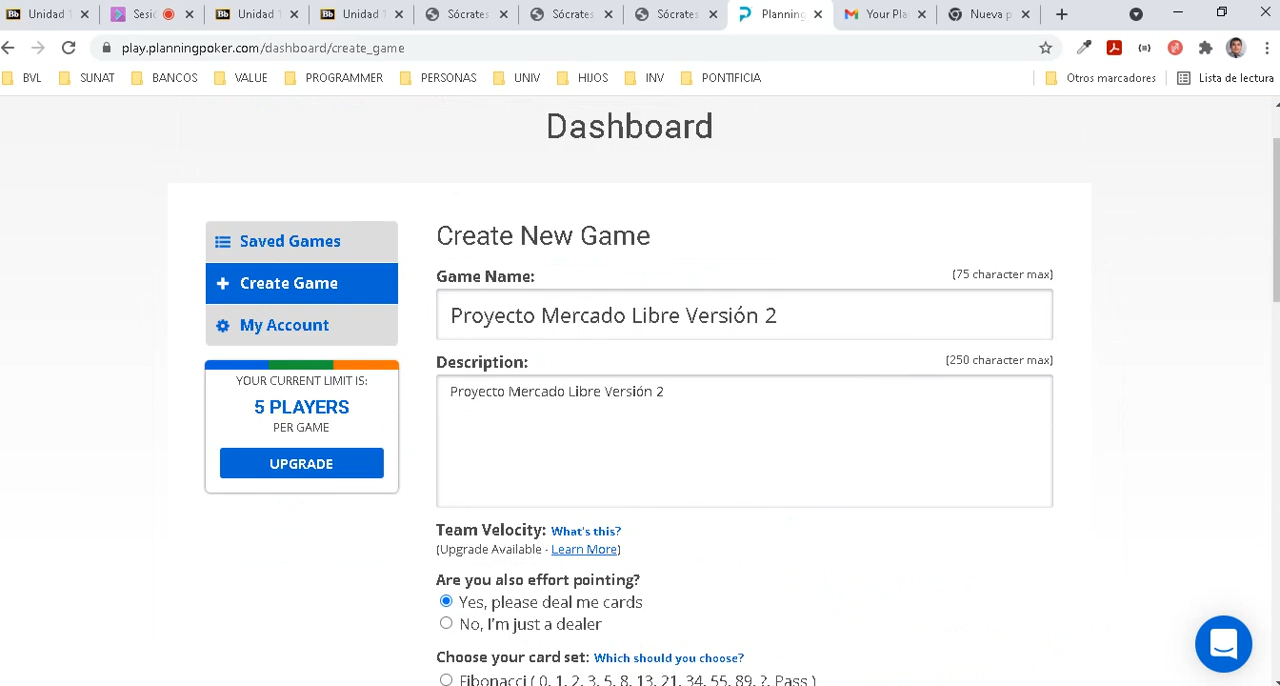 Unidad 1
Sesió
Unidad 1
Unidad 1
Sócrates
Sócrates
Sócrates
Planning
Your Pla
Nueva p
play.planningpoker.com/dashboard/create_game
BVL
SUNAT
BANCOS
VALUE
PROGRAMMER
PERSONAS
UNIV
HIJOS
INV
PONTIFICIA
Otros marcadores
Lista de lectura
Dashboard
Saved Games
Create Game
My Account
YOUR CURRENT LIMIT IS:
5 PLAYERS
PER GAME
UPGRADE
Create New Game
Game Name:
(75 character max)
Proyecto Mercado Libre Versión 2
Description:
(250 character max)
Proyecto Mercado Libre Versión 2
Team Velocity: What's this?
(Upgrade Available - Learn More)
Are you also effort pointing?
Yes, please deal me cards
No, I'm just a dealer
Choose your card set: Which should you choose?
Fibonacci ( 0, 1, 2, 3, 5, 8, 13, 21, 34, 55, 89, ?, Pass )